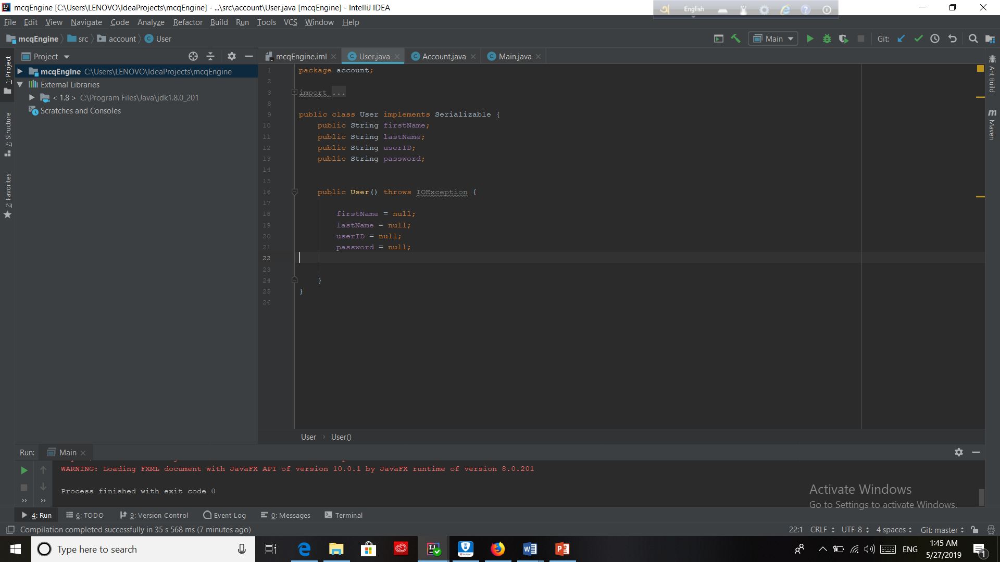 mcqEngine [C:\Users\LENOVO\IdeaProjects\mcqEngine] - ...\src\account\User.java [mcqEngine] - IntelliJ IDEA
English
File Edit View Navigate Code Analyze Refactor Build Run Tools VCS Window Help
mcqEngine src account User
Main Git:
Project
mcqEngine.iml User.java Account.java Main.java
mcqEngine C:\Users\LENOVO\IdeaProjects\mcqEngine
External Libraries
< 1.8 > C:\Program Files\Java\jdk1.8.0_201
Scratches and Consoles
1: Project
7: Structure
2: Favorites
Ant Build
Maven
1 package account;
2
3 import ...
8
9 public class User implements Serializable {
10 public String firstName;
11 public String lastName;
12 public String userID;
13 public String password;
14
15
16 public User() throws IOException {
17
18 firstName = null;
19 lastName = null;
20 userID = null;
21 password = null;
22
23
24 }
25 }
26
User › User()
Run: Main
WARNING: Loading FXML document with JavaFX API of version 10.0.1 by JavaFX runtime of version 8.0.201
Process finished with exit code 0
Activate Windows
Go to Settings to activate Windows.
4: Run 6: TODO 9: Version Control Event Log 0: Messages Terminal
Compilation completed successfully in 35 s 568 ms (7 minutes ago) 22:1 CRLF UTF-8 4 spaces Git: master
Type here to search
ENG
1:45 AM
5/27/2019
1